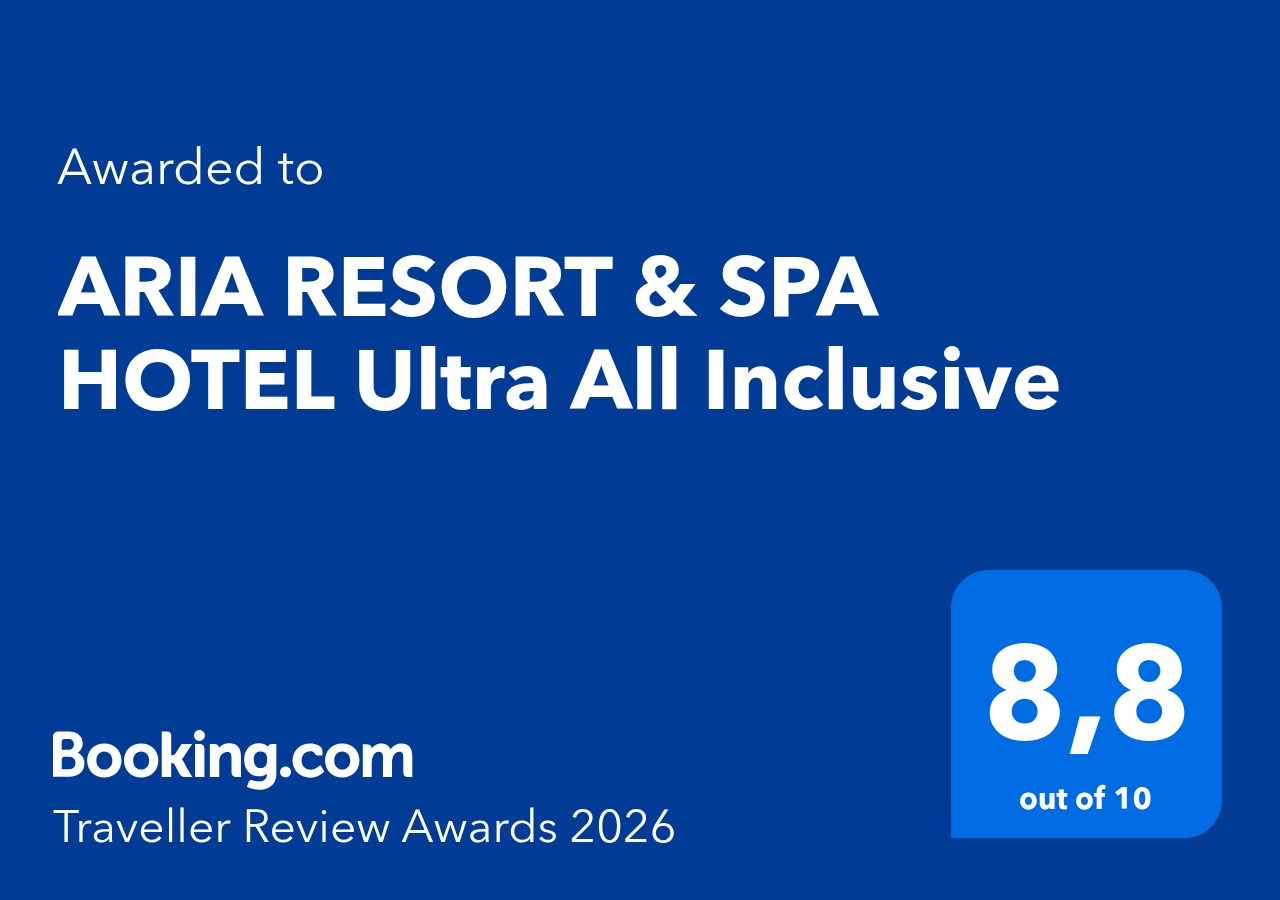 Awarded to
ARIA RESORT & SPA
HOTEL Ultra All Inclusive
8,8
out of 10
Booking.com
Traveller Review Awards 2026